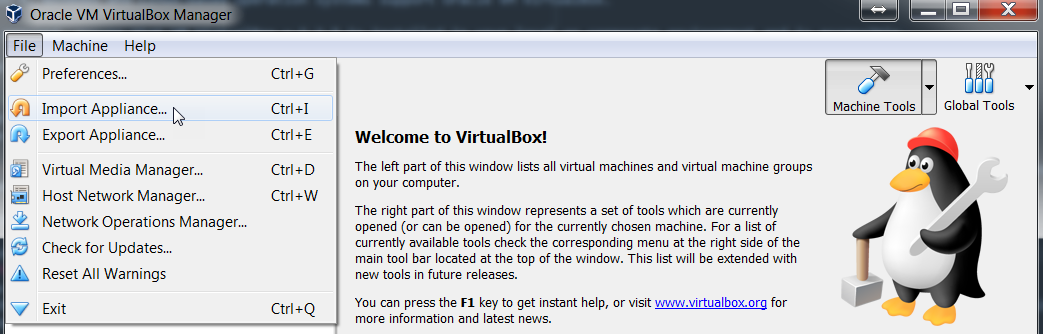 Oracle VM VirtualBox Manager
File Machine Help
Preferences... Ctrl+G
Import Appliance... Ctrl+I
Export Appliance... Ctrl+E
Virtual Media Manager... Ctrl+D
Host Network Manager... Ctrl+W
Network Operations Manager...
Check for Updates...
Reset All Warnings
Exit Ctrl+Q
Machine Tools
Global Tools
Welcome to VirtualBox!
The left part of this window lists all virtual machines and virtual machine groups
on your computer.
The right part of this window represents a set of tools which are currently
opened (or can be opened) for the currently chosen machine. For a list of
currently available tools check the corresponding menu at the right side of the
main tool bar located at the top of the window. This list will be extended with
new tools in future releases.
You can press the F1 key to get instant help, or visit www.virtualbox.org for
more information and latest news.